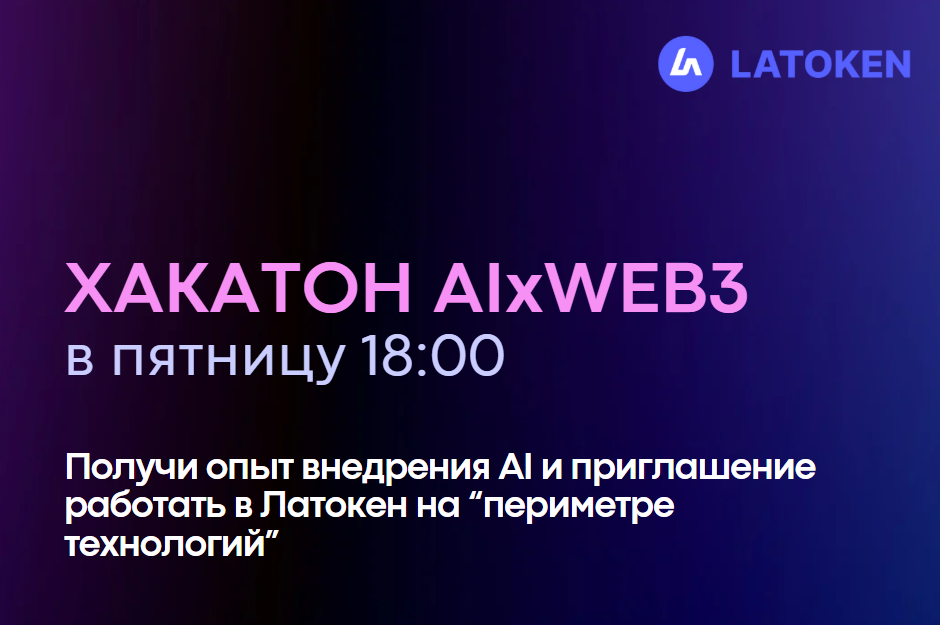 LATOKEN
ХАКАТОН AIxWEB3
в пятницу 18:00
Получи опыт внедрения AI и приглашение
работать в Латокен на “периметре
технологий”